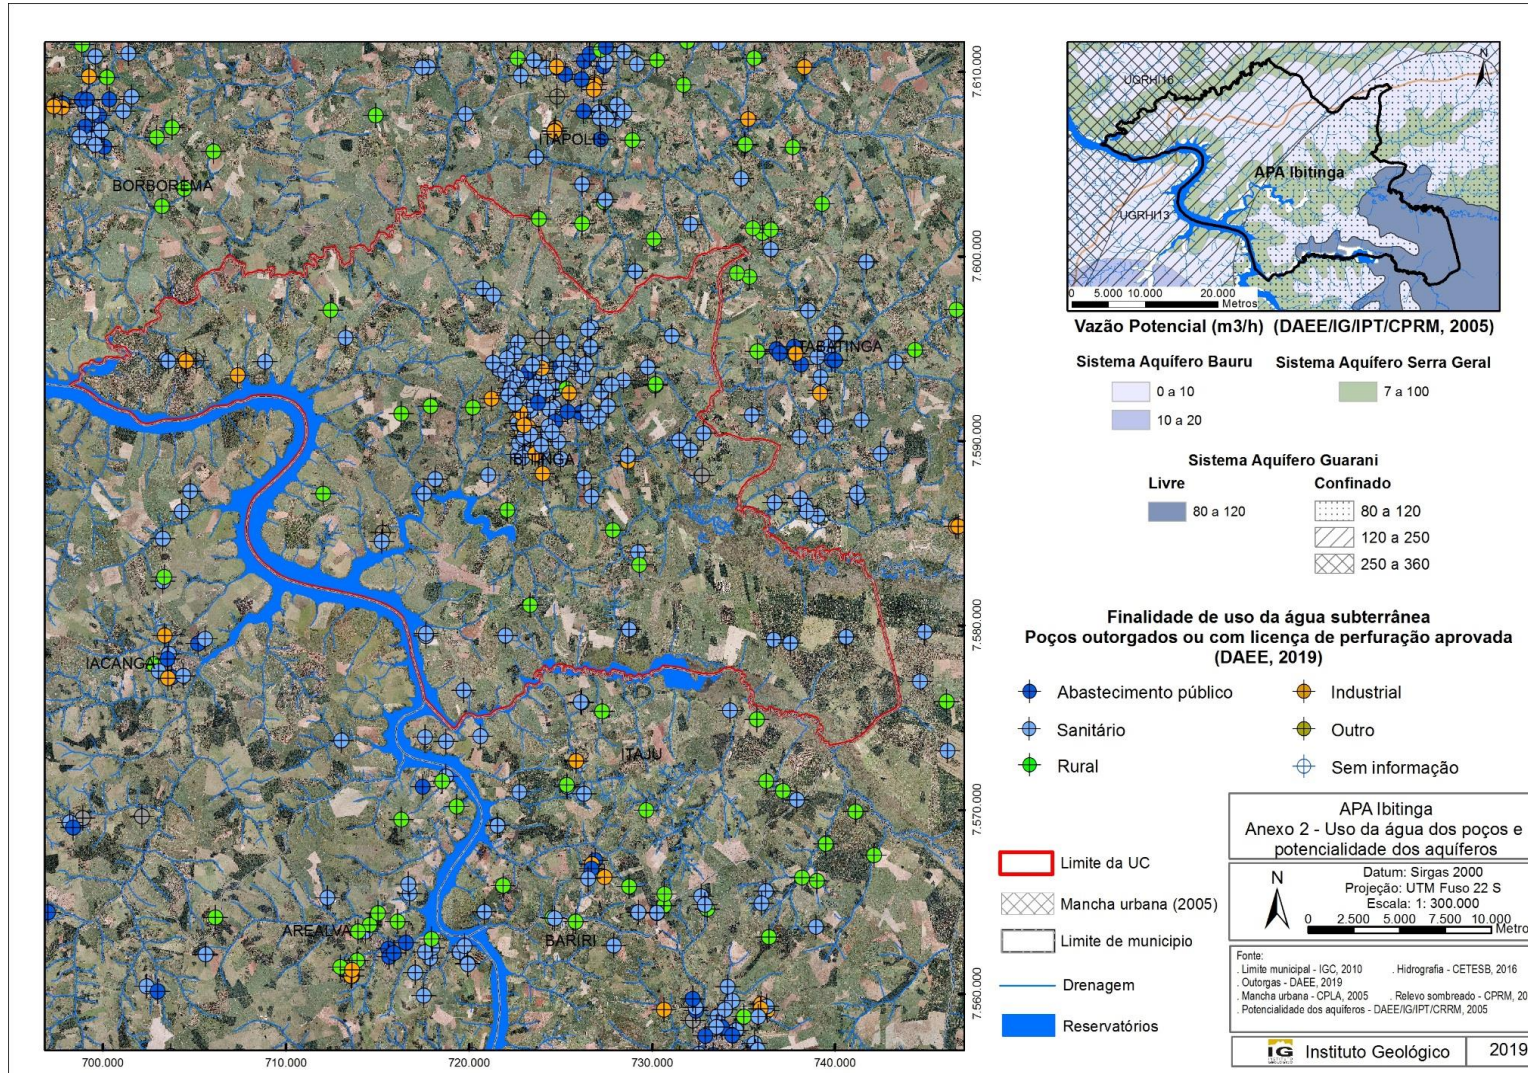 BORBOREMA
TAPOLIS
TABATINGA
IBITINGA
IACANGA
ITAJU
AREALVA
BARIRI
700.000
710.000
720.000
730.000
740.000
7.610.000
7.600.000
7.590.000
7.580.000
7.570.000
7.560.000
UGRHI16
N
APA Ibitinga
UGRHI13
0 5.000 10.000 20.000
Metros
Vazão Potencial (m3/h) (DAEE/IG/IPT/CPRM, 2005)
Sistema Aquífero Bauru
Sistema Aquífero Serra Geral
0 a 10
7 a 100
10 a 20
Sistema Aquífero Guarani
Livre
Confinado
80 a 120
80 a 120
120 a 250
250 a 360
Finalidade de uso da água subterrânea
Poços outorgados ou com licença de perfuração aprovada
(DAEE, 2019)
Abastecimento público
Industrial
Sanitário
Outro
Rural
Sem informação
Limite da UC
Mancha urbana (2005)
Limite de municipio
Drenagem
Reservatórios
APA Ibitinga
Anexo 2 - Uso da água dos poços e
potencialidade dos aquíferos
N
Datum: Sirgas 2000
Projeção: UTM Fuso 22 S
Escala: 1: 300.000
0 2.500 5.000 7.500 10.000
Metro
Fonte:
. Limite municipal - IGC, 2010 . Hidrografia - CETESB, 2016
. Outorgas - DAEE, 2019
. Mancha urbana - CPLA, 2005 . Relevo sombreado - CPRM, 20
. Potencialidade dos aquiferos - DAEE/IG/IPT/CRRM, 2005
IG Instituto Geológico 2019